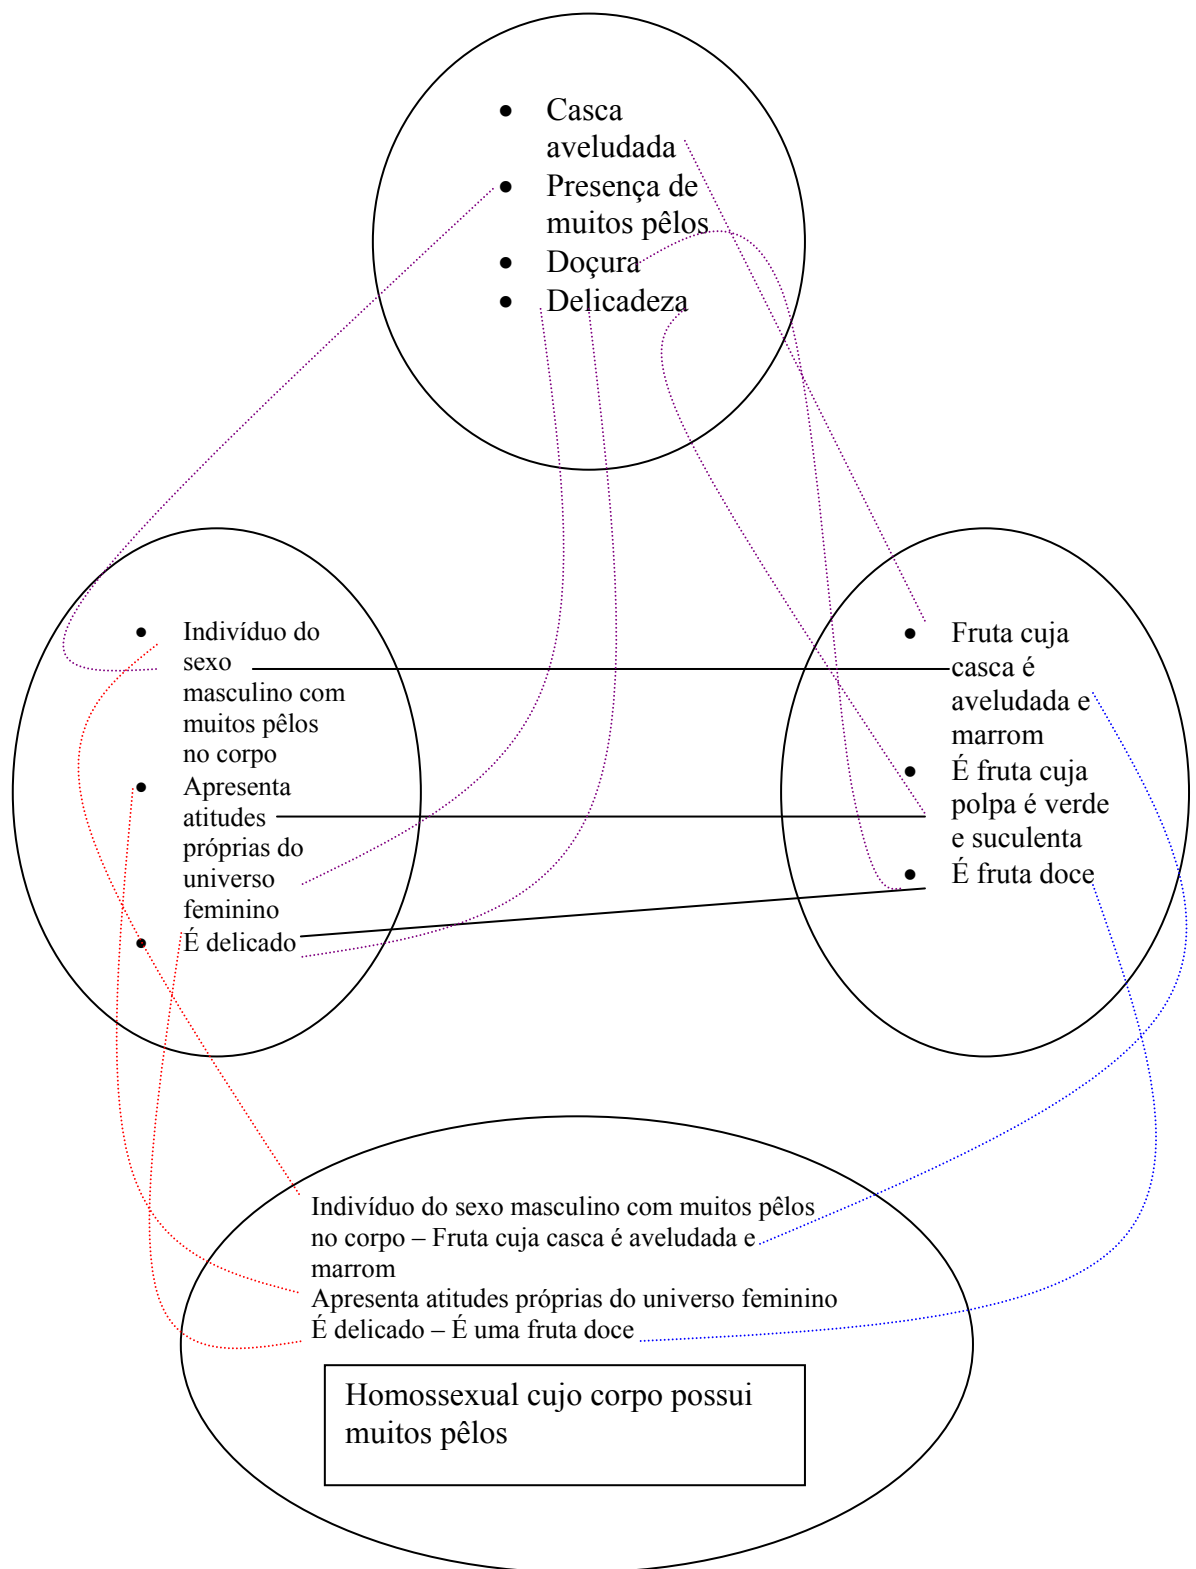 • Casca
aveludada
• Presença de
muitos pêlos
• Doçura
• Delicadeza
• Indivíduo do
sexo
masculino com
muitos pêlos
no corpo
• Apresenta
atitudes
próprias do
universo
feminino
• É delicado
• Fruta cuja
casca é
aveludada e
marrom
• É fruta cuja
polpa é verde
e suculenta
• É fruta doce
Indivíduo do sexo masculino com muitos pêlos
no corpo – Fruta cuja casca é aveludada e
marrom
Apresenta atitudes próprias do universo feminino
É delicado – É uma fruta doce
Homossexual cujo corpo possui
muitos pêlos